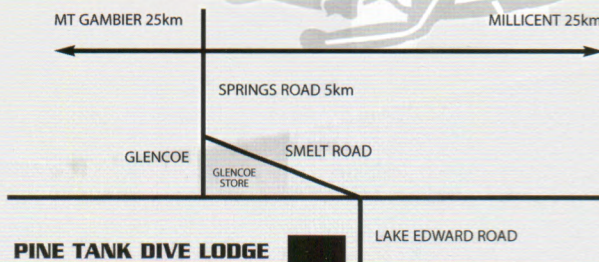 MT GAMBIER 25km
MILLICENT 25km
SPRINGS ROAD 5km
GLENCOE
SMELT ROAD
GLENCOE
STORE
LAKE EDWARD ROAD
PINE TANK DIVE LODGE